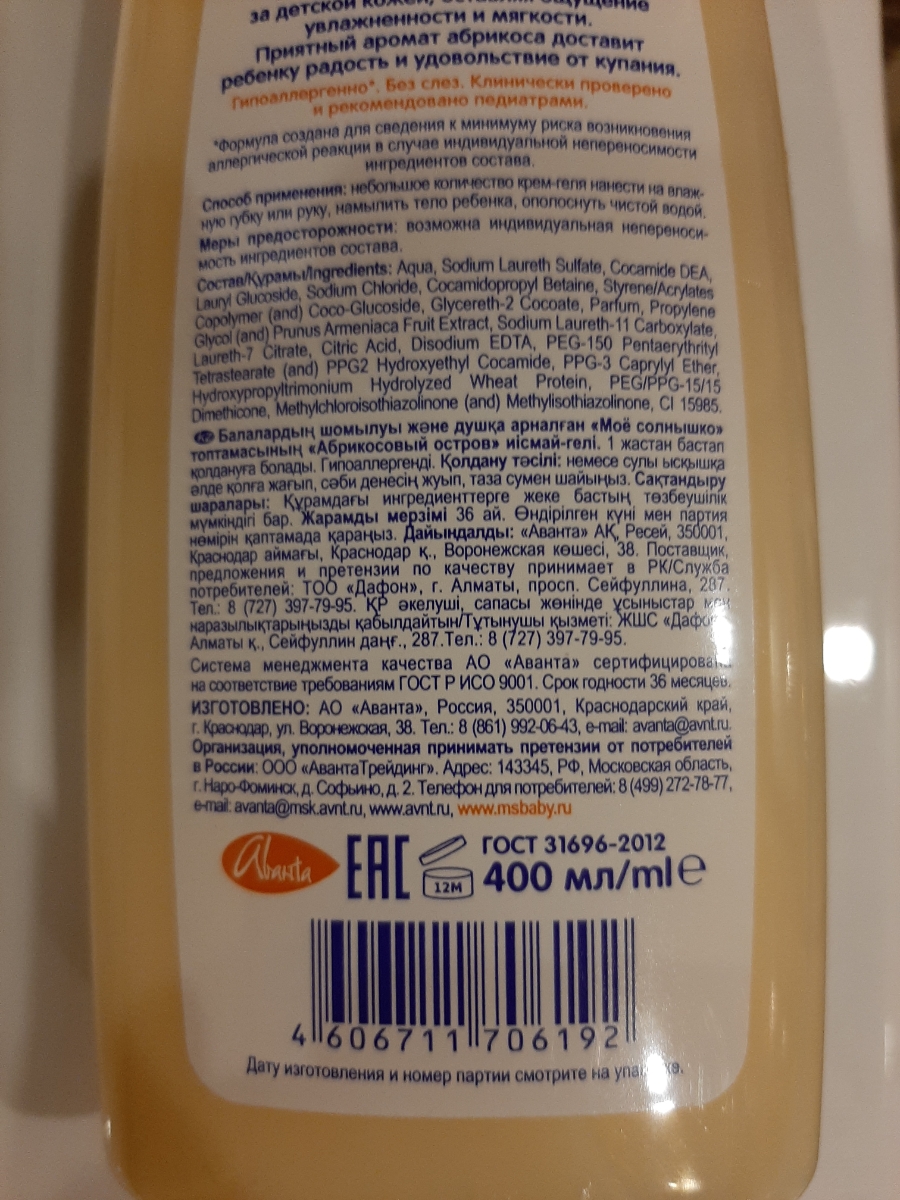 за детской кожей, оставляя ощущение
увлажненности и мягкости.
Приятный аромат абрикоса доставит
ребенку радость и удовольствие от купания.
Гипоаллергенно*. Без слез. Клинически проверено
и рекомендовано педиатрами.
*Формула создана для сведения к минимуму риска возникновения
аллергической реакции в случае индивидуальной непереносимости
ингредиентов состава.
Способ применения: небольшое количество крем-геля нанести на влаж-
ную губку или руку, намылить тело ребенка, ополоснуть чистой водой.
Меры предосторожности: возможна индивидуальная непереноси-
мость ингредиентов состава.
Состав/Құрамы/Ingredients: Aqua, Sodium Laureth Sulfate, Cocamide DEA,
Lauryl Glucoside, Sodium Chloride, Cocamidopropyl Betaine, Styrene/Acrylates
Copolymer (and) Coco-Glucoside, Glycereth-2 Cocoate, Parfum, Propylene
Glycol (and) Prunus Armeniaca Fruit Extract, Sodium Laureth-11 Carboxylate,
Laureth-7 Citrate, Citric Acid, Disodium EDTA, PEG-150 Pentaerythrityl
Tetrastearate (and) PPG2 Hydroxyethyl Cocamide, PPG-3 Caprylyl Ether,
Hydroxypropyltrimonium Hydrolyzed Wheat Protein, PEG/PPG-15/15
Dimethicone, Methylchloroisothiazolinone (and) Methylisothiazolinone, CI 15985.
KZ Балалардың шомылуы және душқа арналған «Моё солнышко»
топтамасының «Абрикосовый остров» иісмай-гелі. 1 жастан бастап
қолдануға болады. Гипоаллергенді. Қолдану тәсілі: немесе сулы ысқышқа
әлде қолға жағып, сәби денесің жуып, таза сумен шайыңыз. Сақтандыру
шаралары: Құрамдағы ингредиенттерге жеке бастың төзбеушілік
мүмкіндігі бар. Жарамды мерзімі 36 ай. Өндірілген күні мен партия
нөмірін қаптамада қараңыз. Дайындалды: «Аванта» АҚ, Ресей, 350001,
Краснодар аймағы, Краснодар қ., Воронежская көшесі, 38. Поставщик,
предложения и претензии по качеству принимает в РК/Служба
потребителей: ТОО «Дафон», г. Алматы, просп. Сейфуллина, 287.
Тел.: 8 (727) 397-79-95. ҚР әкелуші, сапасы жөнінде ұсыныстар мен
наразылықтарыңызды қабылдайтын/Тұтынушы қызметі: ЖШС «Дафон»
Алматы қ., Сейфуллин даңғ., 287.Тел.: 8 (727) 397-79-95.
Система менеджмента качества АО «Аванта» сертифицирована
на соответствие требованиям ГОСТ Р ИСО 9001. Срок годности 36 месяцев.
ИЗГОТОВЛЕНО: АО «Аванта», Россия, 350001, Краснодарский край,
г. Краснодар, ул. Воронежская, 38. Тел.: 8 (861) 992-06-43, e-mail: avanta@avnt.ru.
Организация, уполномоченная принимать претензии от потребителей
в России: ООО «АвантаТрейдинг». Адрес: 143345, РФ, Московская область,
г. Наро-Фоминск, д. Софьино, д. 2. Телефон для потребителей: 8 (499) 272-78-77,
e-mail: avanta@msk.avnt.ru, www.avnt.ru, www.msbaby.ru
Avanta EAC 12M ГОСТ 31696-2012
400 мл/ml e
4 606711 706192
Дату изготовления и номер партии смотрите на упаковке.